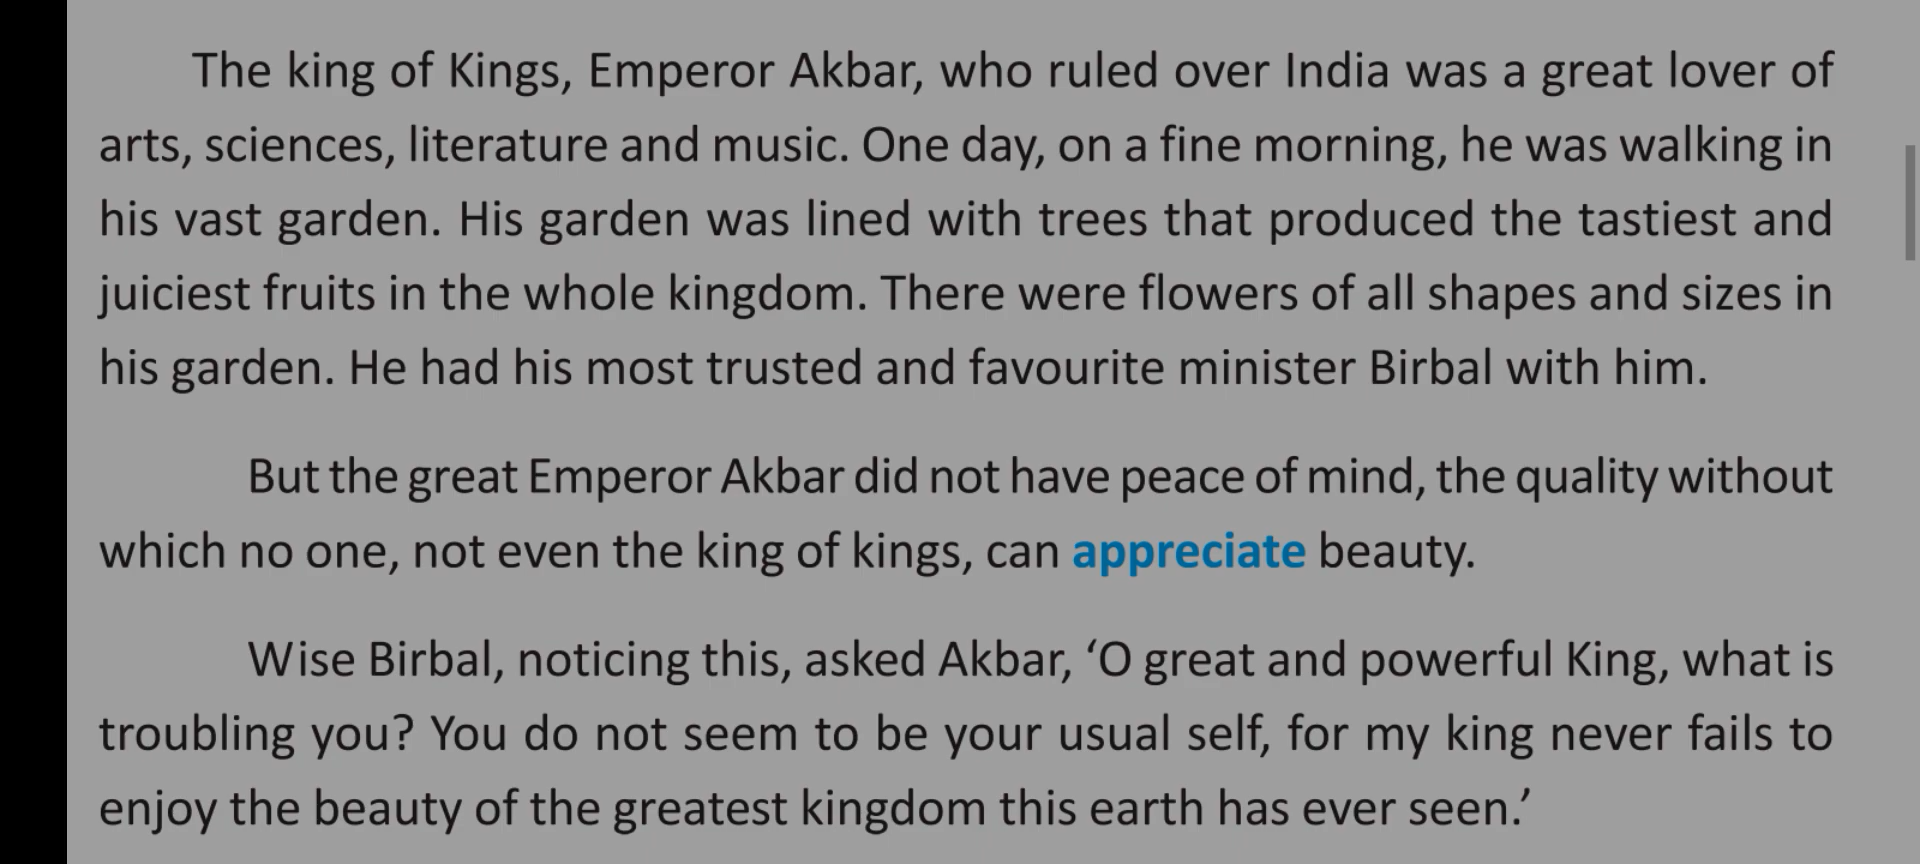 The king of Kings, Emperor Akbar, who ruled over India was a great lover of
arts, sciences, literature and music. One day, on a fine morning, he was walking in
his vast garden. His garden was lined with trees that produced the tastiest and
juiciest fruits in the whole kingdom. There were flowers of all shapes and sizes in
his garden. He had his most trusted and favourite minister Birbal with him.
But the great Emperor Akbar did not have peace of mind, the quality without
which no one, not even the king of kings, can appreciate beauty.
Wise Birbal, noticing this, asked Akbar, ‘O great and powerful King, what is
troubling you? You do not seem to be your usual self, for my king never fails to
enjoy the beauty of the greatest kingdom this earth has ever seen.’